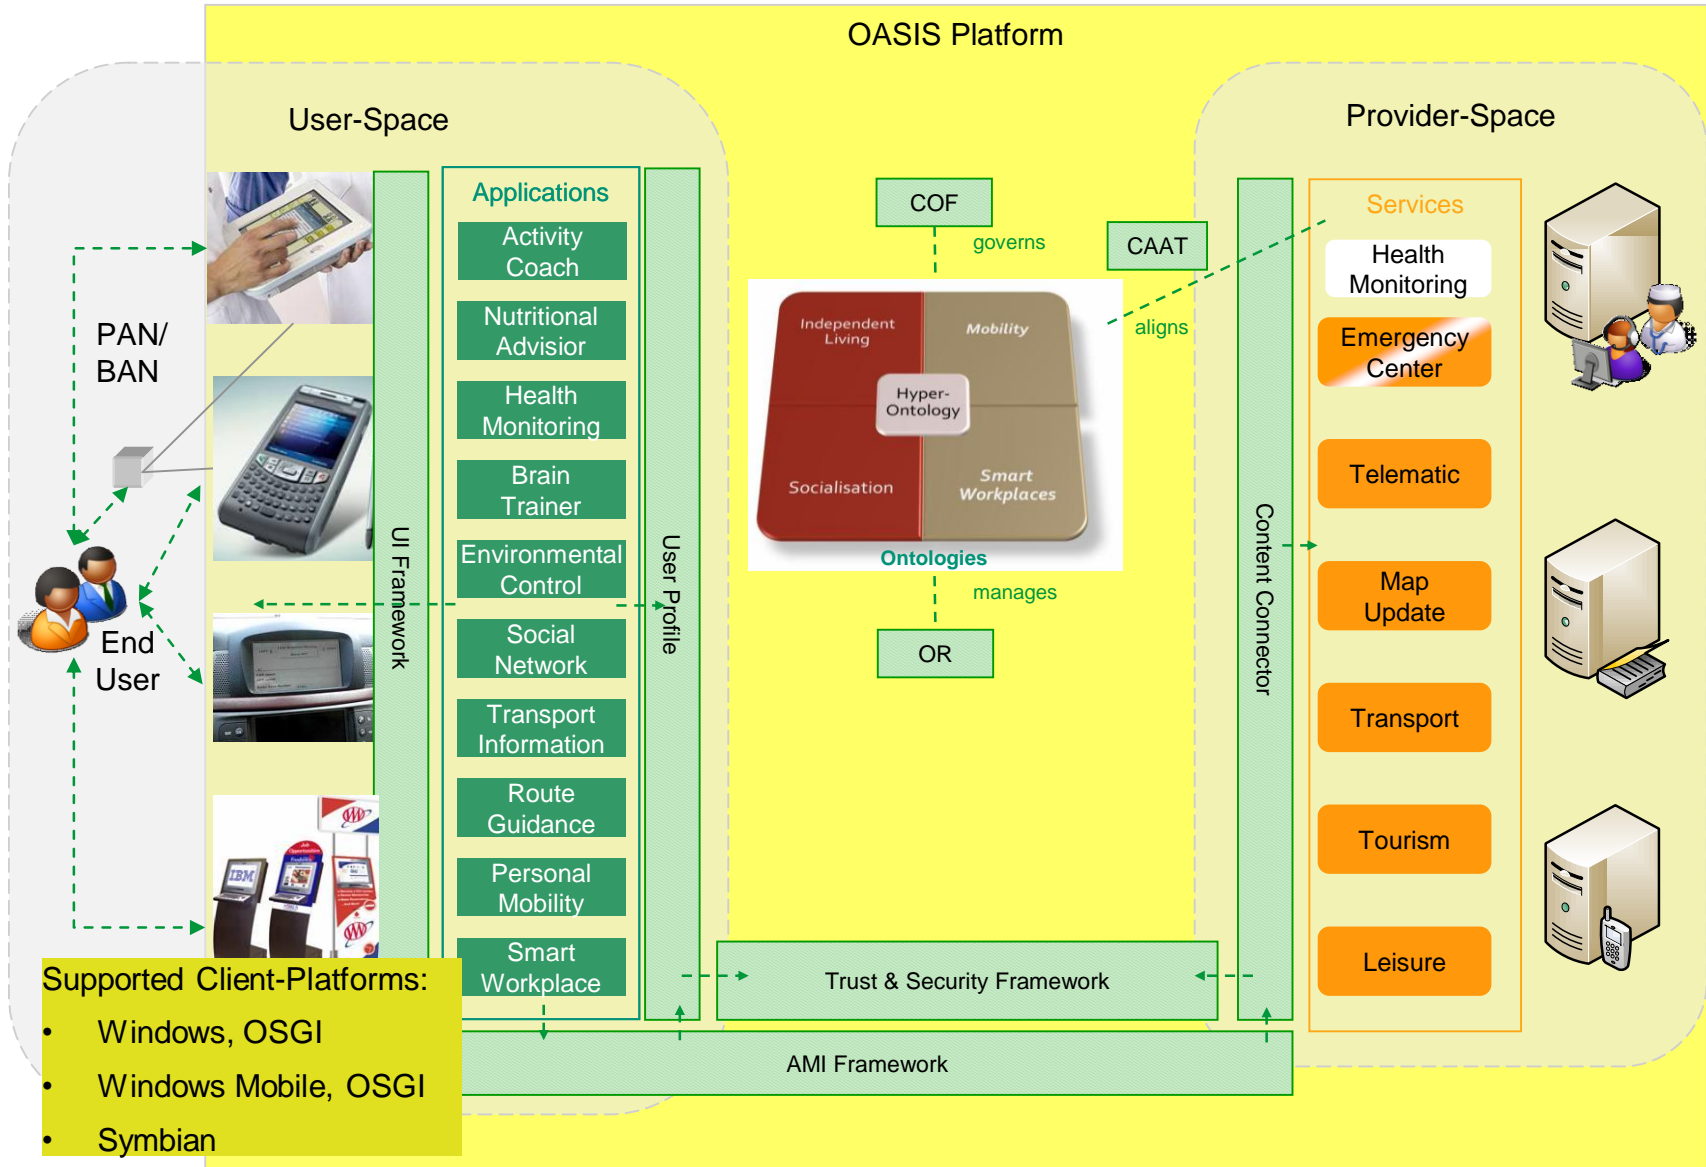 OASIS Platform
User-Space
Provider-Space
PAN/
BAN
End
User
UI Framework
Applications
Activity
Coach
Nutritional
Advisior
Health
Monitoring
Brain
Trainer
Environmental
Control
Social
Network
Transport
Information
Route
Guidance
Personal
Mobility
Smart
Workplace
User Profile
COF
governs
CAAT
aligns
Independent
Living
Mobility
Hyper-
Ontology
Socialisation
Smart
Workplaces
Ontologies
manages
OR
Content Connector
Services
Health
Monitoring
Emergency
Center
Telematic
Map
Update
Transport
Tourism
Leisure
IBM
Trust & Security Framework
AMI Framework
Supported Client-Platforms:
• Windows, OSGI
• Windows Mobile, OSGI
• Symbian